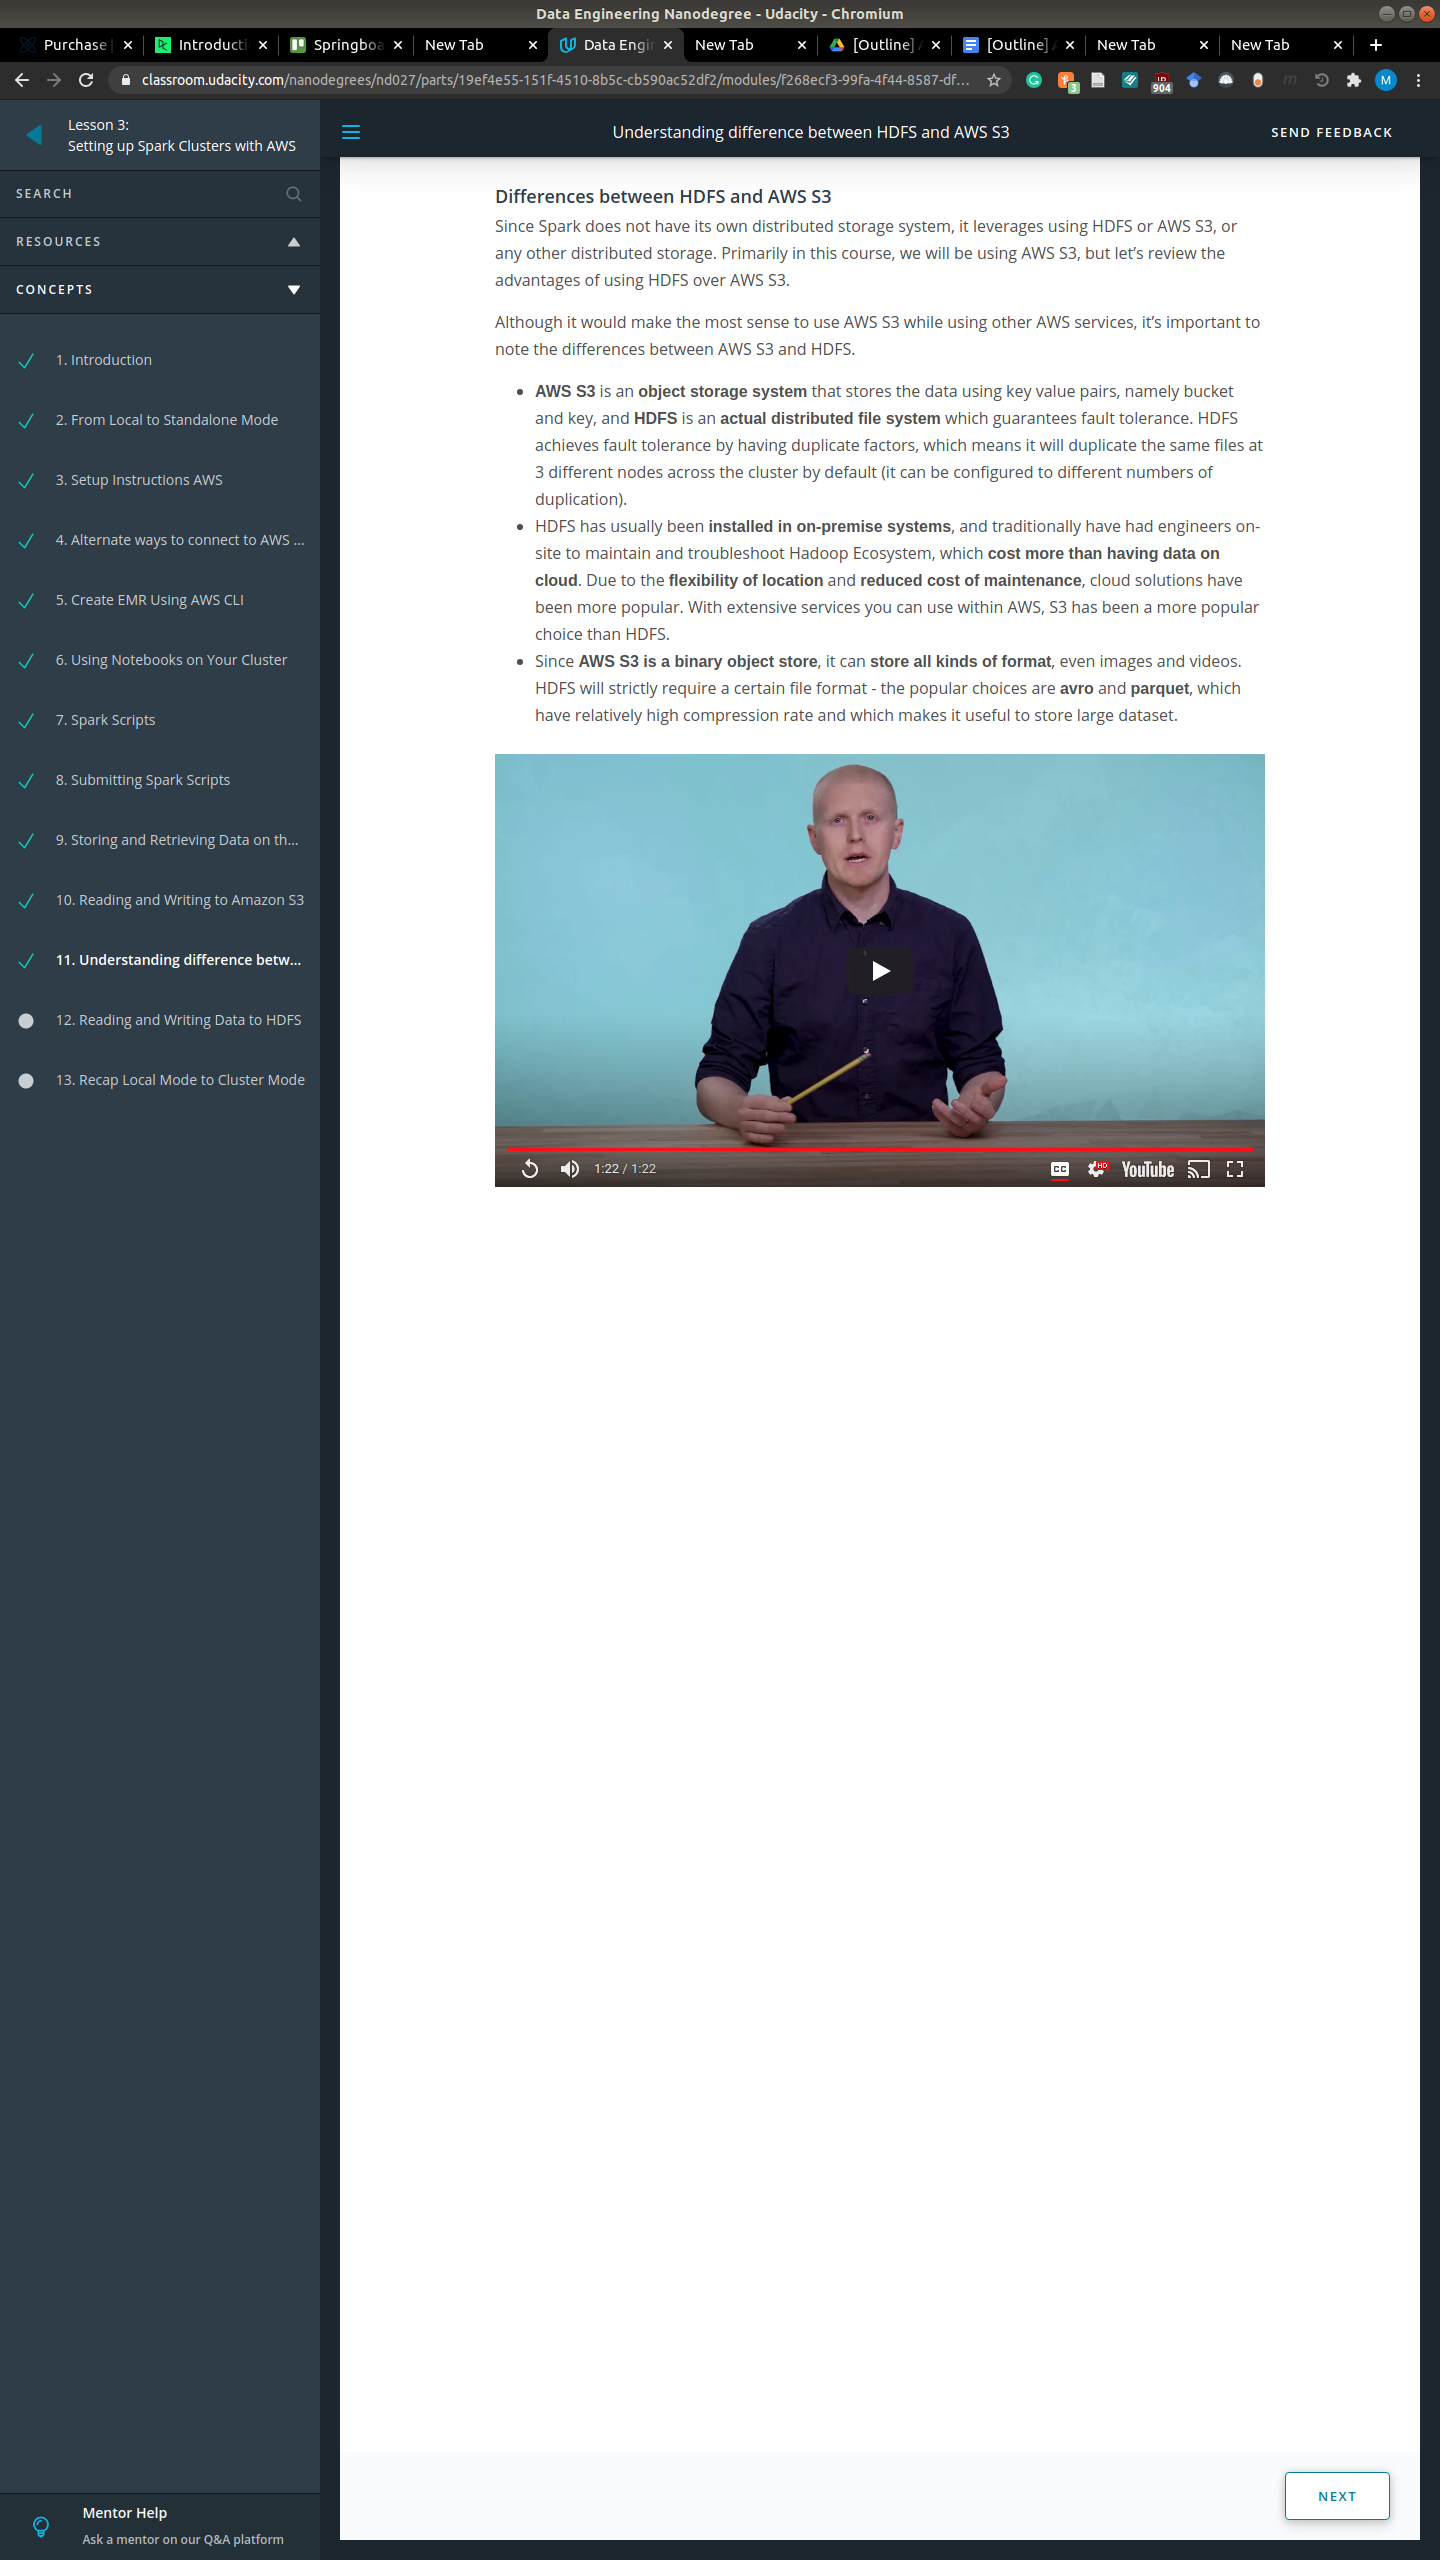 Data Engineering Nanodegree - Udacity - Chromium
Purchase
Introducti
Springboa
New Tab
Data Engin
New Tab
[Outline]
[Outline]
New Tab
New Tab
classroom.udacity.com/nanodegrees/nd027/parts/19ef4e55-151f-4510-8b5c-cb590ac52df2/modules/f268ecf3-99fa-4f44-8587-df...
3
904
M
Lesson 3:
Setting up Spark Clusters with AWS
Understanding difference between HDFS and AWS S3
SEND FEEDBACK
SEARCH
RESOURCES
CONCEPTS
1. Introduction
2. From Local to Standalone Mode
3. Setup Instructions AWS
4. Alternate ways to connect to AWS ...
5. Create EMR Using AWS CLI
6. Using Notebooks on Your Cluster
7. Spark Scripts
8. Submitting Spark Scripts
9. Storing and Retrieving Data on th...
10. Reading and Writing to Amazon S3
11. Understanding difference betw...
12. Reading and Writing Data to HDFS
13. Recap Local Mode to Cluster Mode
Mentor Help
Ask a mentor on our Q&A platform
Differences between HDFS and AWS S3
Since Spark does not have its own distributed storage system, it leverages using HDFS or AWS S3, or
any other distributed storage. Primarily in this course, we will be using AWS S3, but let's review the
advantages of using HDFS over AWS S3.
Although it would make the most sense to use AWS S3 while using other AWS services, it's important to
note the differences between AWS S3 and HDFS.
• AWS S3 is an object storage system that stores the data using key value pairs, namely bucket
and key, and HDFS is an actual distributed file system which guarantees fault tolerance. HDFS
achieves fault tolerance by having duplicate factors, which means it will duplicate the same files at
3 different nodes across the cluster by default (it can be configured to different numbers of
duplication).
• HDFS has usually been installed in on-premise systems, and traditionally have had engineers on-
site to maintain and troubleshoot Hadoop Ecosystem, which cost more than having data on
cloud. Due to the flexibility of location and reduced cost of maintenance, cloud solutions have
been more popular. With extensive services you can use within AWS, S3 has been a more popular
choice than HDFS.
• Since AWS S3 is a binary object store, it can store all kinds of format, even images and videos.
HDFS will strictly require a certain file format - the popular choices are avro and parquet, which
have relatively high compression rate and which makes it useful to store large dataset.
1:22 / 1:22
CC
HD
YouTube
NEXT